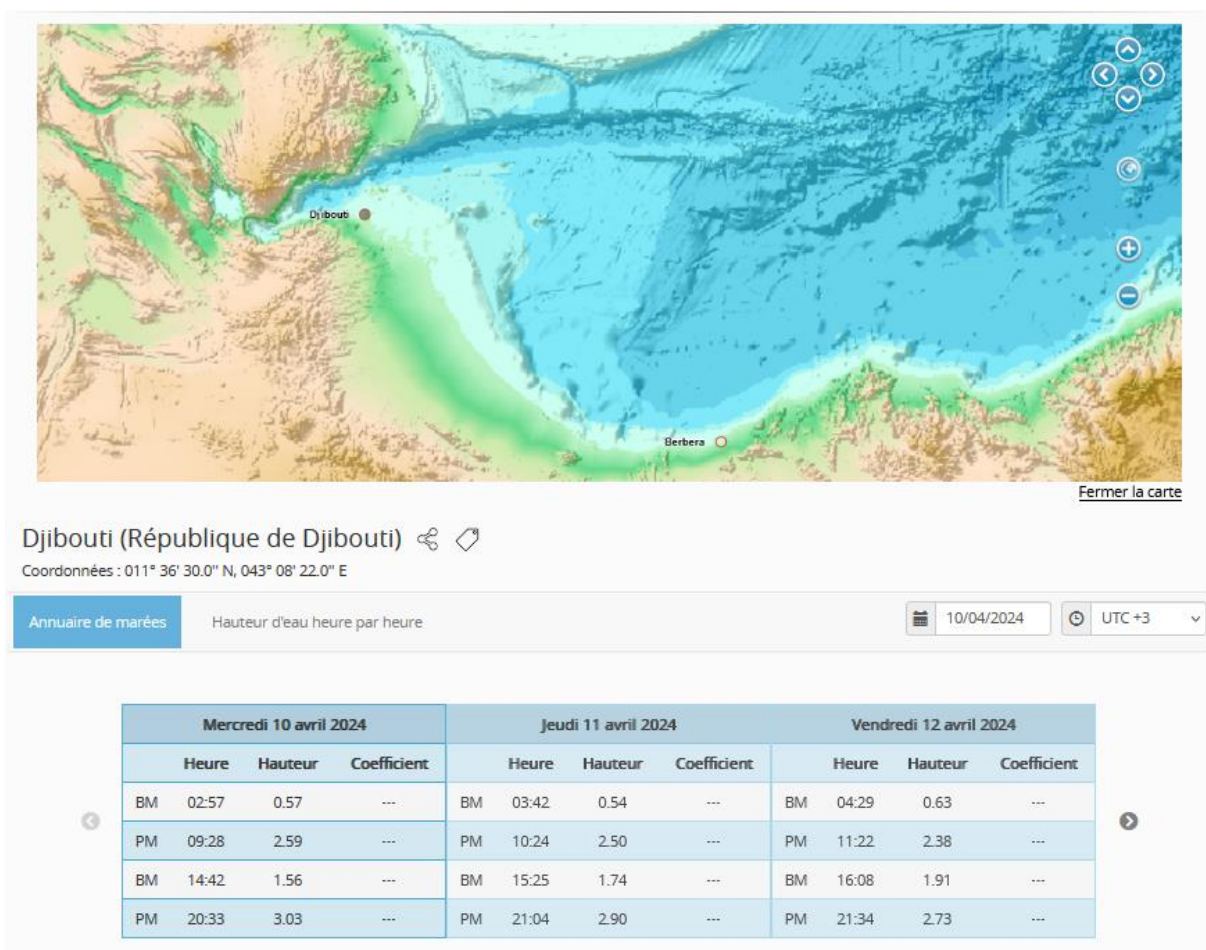 Djibouti
Berbera
Fermer la carte
Djibouti (République de Djibouti)
Coordonnées : 011° 36' 30.0" N, 043° 08' 22.0" E
Annuaire de marées Hauteur d'eau heure par heure 10/04/2024 UTC +3
Mercredi 10 avril 2024 Jeudi 11 avril 2024 Vendredi 12 avril 2024
Heure Hauteur Coefficient Heure Hauteur Coefficient Heure Hauteur Coefficient
BM 02:57 0.57 --- BM 03:42 0.54 --- BM 04:29 0.63 ---
PM 09:28 2.59 --- PM 10:24 2.50 --- PM 11:22 2.38 ---
BM 14:42 1.56 --- BM 15:25 1.74 --- BM 16:08 1.91 ---
PM 20:33 3.03 --- PM 21:04 2.90 --- PM 21:34 2.73 ---